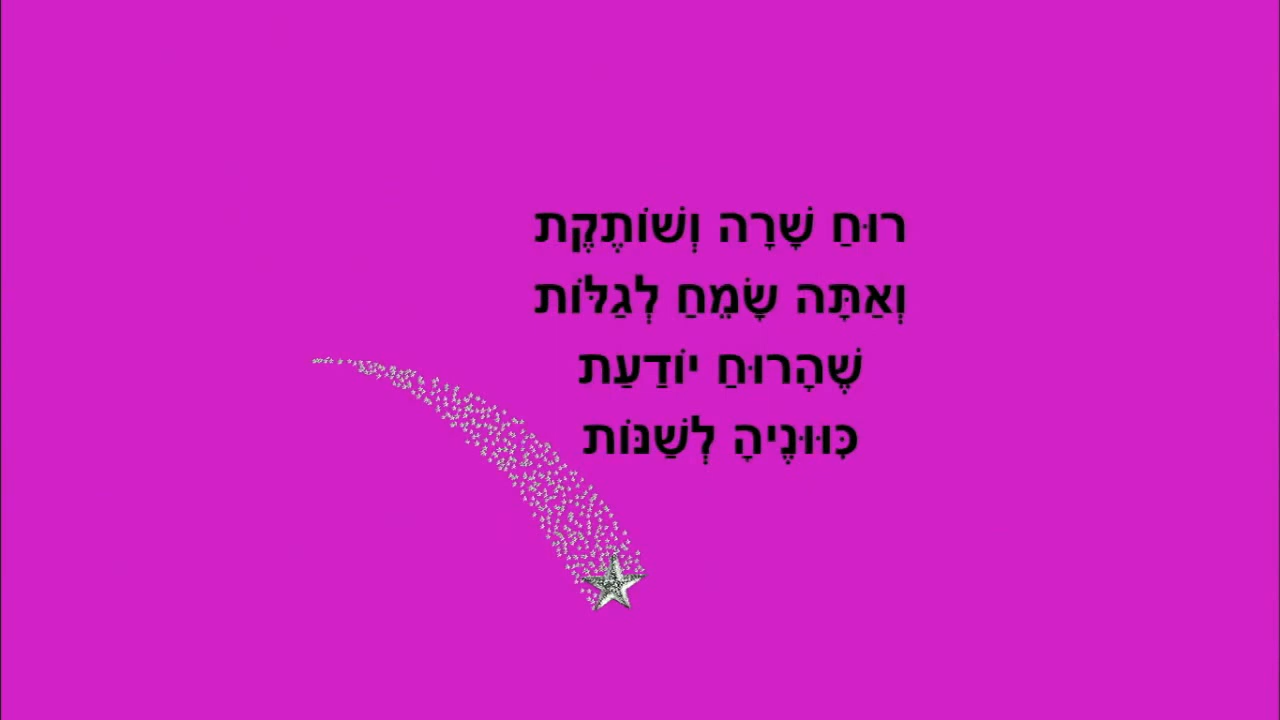 רוּחַ שָׁרָה וְשׁוֹתֶקֶת
וְאַתָּה שָׂמֵחַ לְגַלּוֹת
שֶׁהָרוּחַ יוֹדַעַת
כִּוּוּנֶיהָ לְשַׁנּוֹת